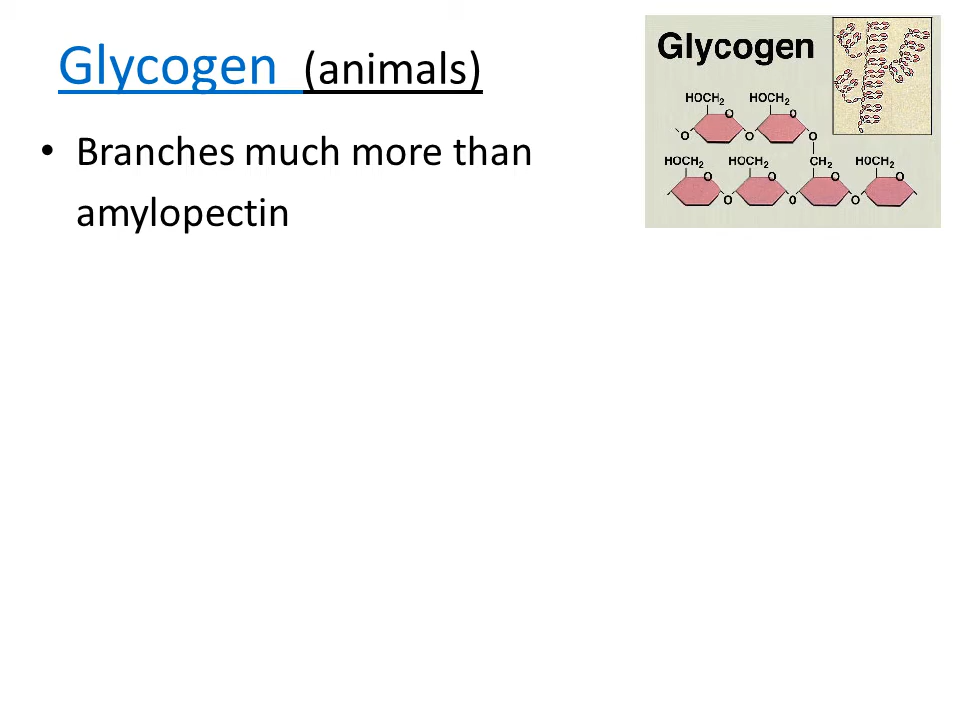 Glycogen (animals)
• Branches much more than
amylopectin
Glycogen
HOCH2 HOCH2
O O
O O O
HOCH2 HOCH2 CH2 HOCH2
O O O O
O O O